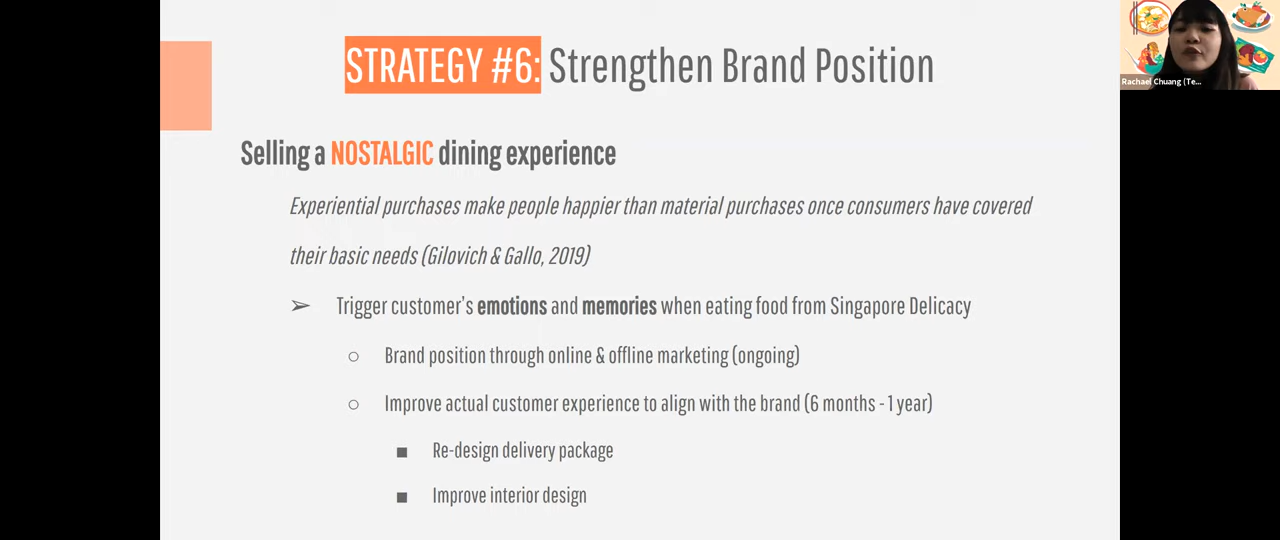 STRATEGY #6: Strengthen Brand Position
Rachael Chuang (Te...
Selling a NOSTALGIC dining experience
Experiential purchases make people happier than material purchases once consumers have covered
their basic needs (Gilovich & Gallo, 2019)
➢ Trigger customer's emotions and memories when eating food from Singapore Delicacy
○ Brand position through online & offline marketing (ongoing)
○ Improve actual customer experience to align with the brand (6 months - 1 year)
■ Re-design delivery package
■ Improve interior design